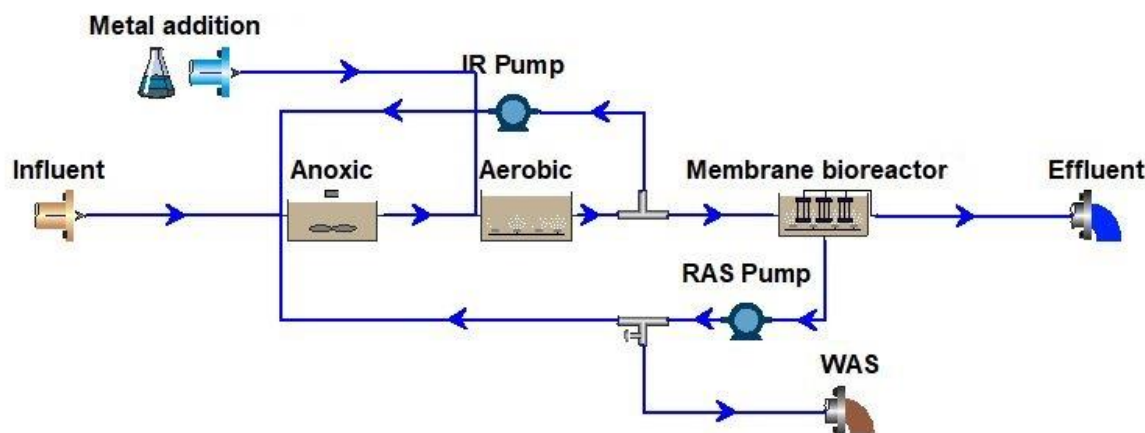 Metal addition
IR Pump
Influent
Anoxic
Aerobic
Membrane bioreactor
Effluent
RAS Pump
WAS